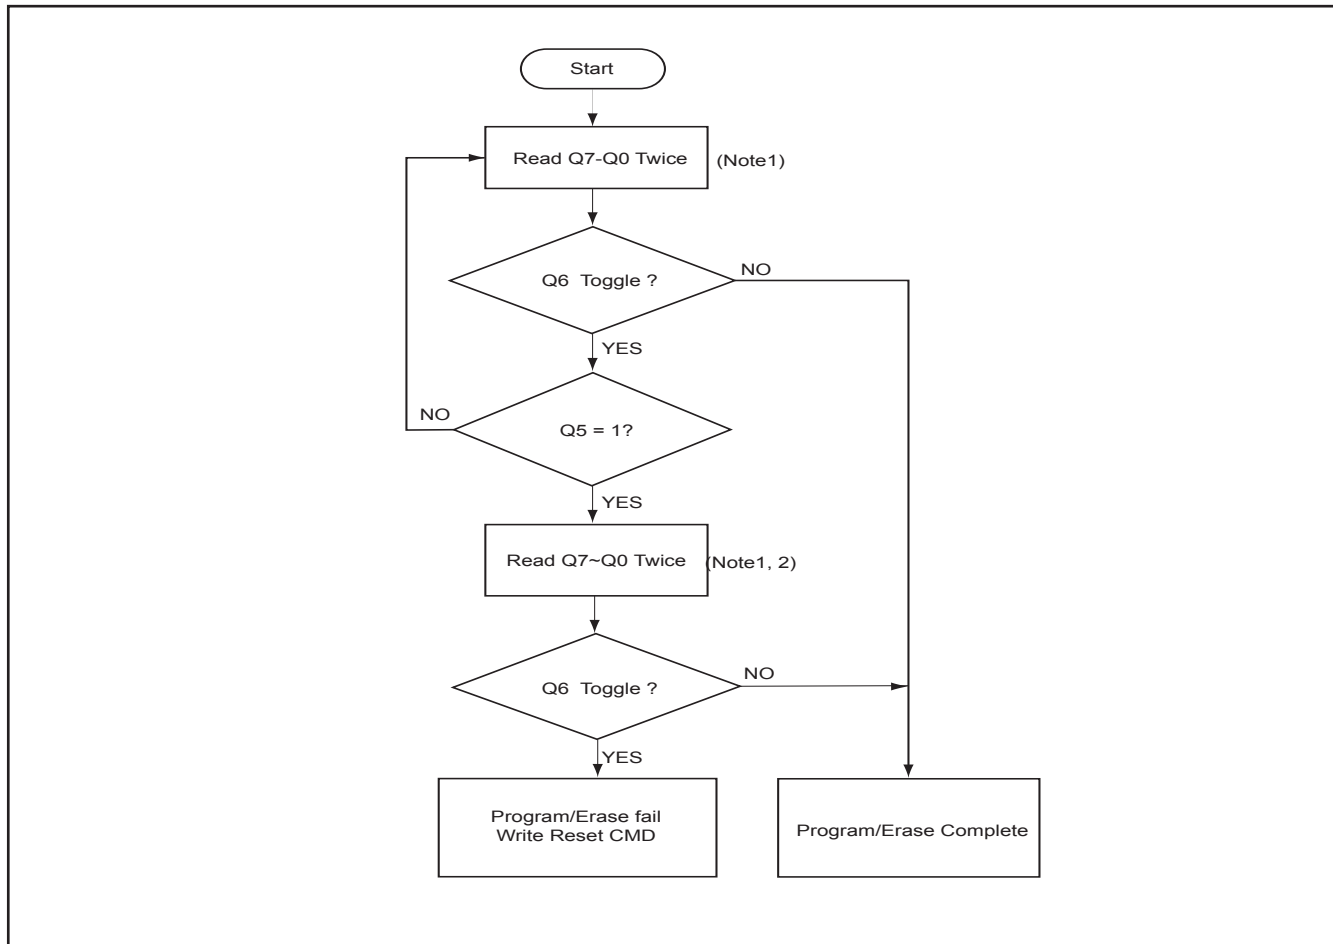 Start
Read Q7-Q0 Twice
(Note1)
Q6 Toggle ?
NO
YES
NO
Q5 = 1?
YES
Read Q7~Q0 Twice
(Note1, 2)
Q6 Toggle ?
NO
YES
Program/Erase fail
Write Reset CMD
Program/Erase Complete